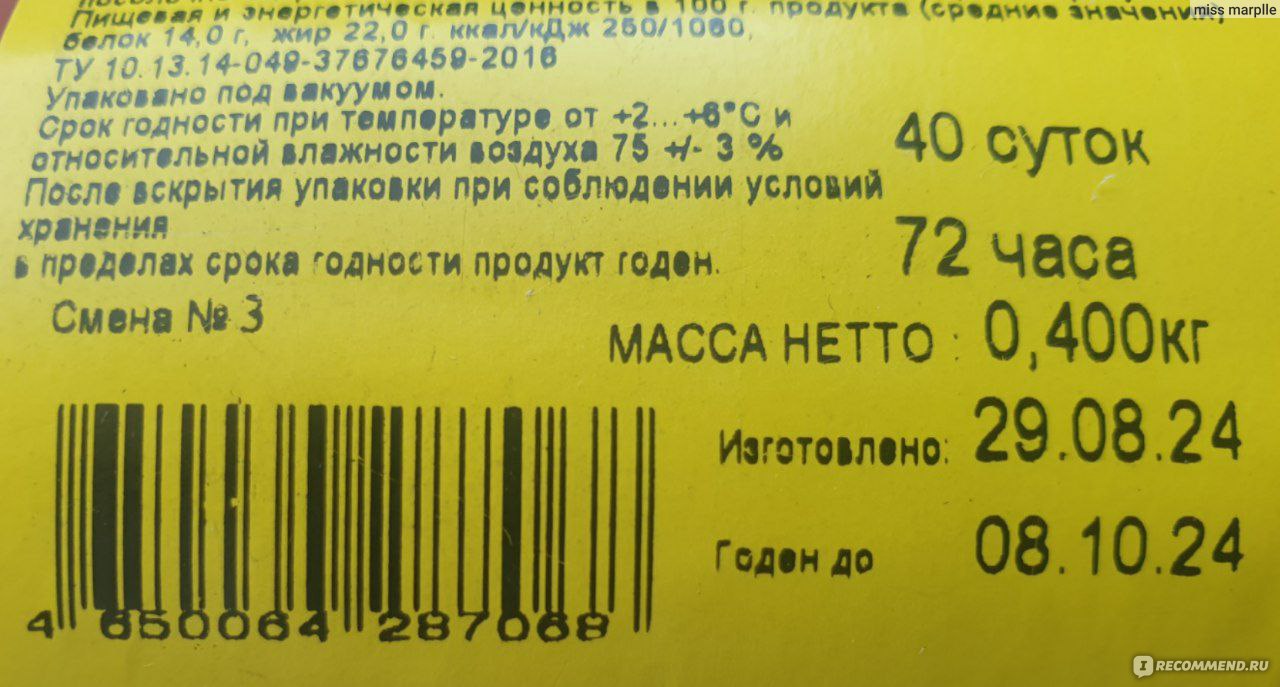 miss marplle
Пищевая и энергетическая ценность в 100 г. продукта (средние значения)
белок 14,0 г, жир 22,0 г. ккал/кДж 260/1060,
ТУ 10.13.14-049-37676459-2016
Упаковано под вакуумом.
Срок годности при температуре от +2...+6°С и
относительной влажности воздуха 75 +/- 3 %
40 суток
После вскрытия упаковки при соблюдении условий
хранения
в пределах срока годности продукт годен.
72 часа
Смена № 3
МАССА НЕТТО : 0,400кг
Изготовлено: 29.08.24
Годен до 08.10.24
4 650064 287068
IRECOMMEND.RU